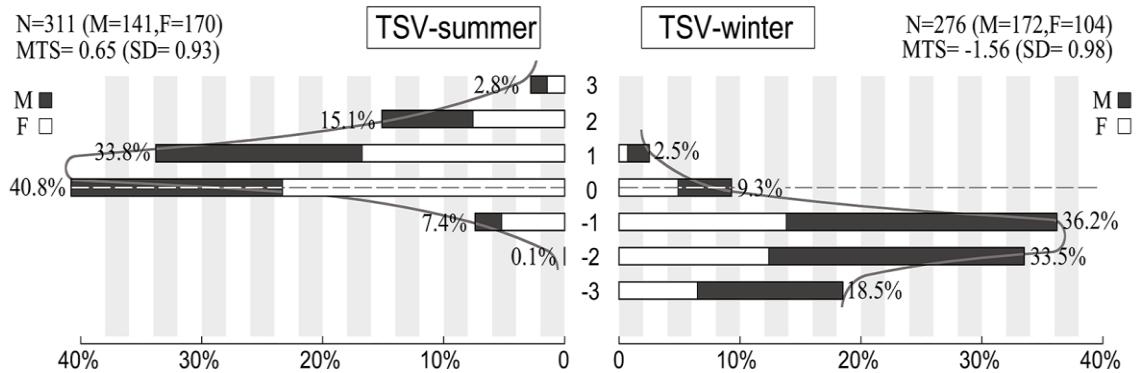 N=311 (M=141,F=170)
MTS= 0.65 (SD= 0.93)
TSV-summer
TSV-winter
N=276 (M=172,F=104)
MTS= -1.56 (SD= 0.98)
M
F
M
F
2.8%
15.1%
33.8%
40.8%
7.4%
0.1%
3
2
1
0
-1
-2
-3
2.5%
9.3%
36.2%
33.5%
18.5%
40%
30%
20%
10%
0
0
10%
20%
30%
40%